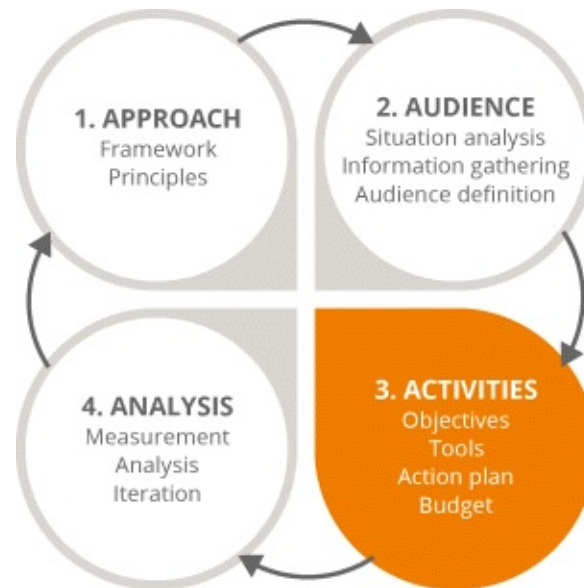 1. APPROACH
Framework
Principles
2. AUDIENCE
Situation analysis
Information gathering
Audience definition
3. ACTIVITIES
Objectives
Tools
Action plan
Budget
4. ANALYSIS
Measurement
Analysis
Iteration